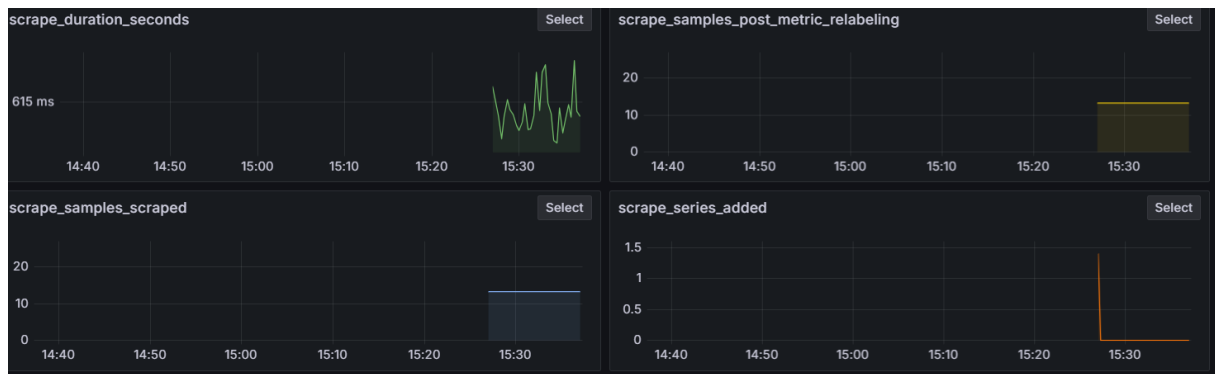 scrape_duration_seconds
Select
615 ms
14:40 14:50 15:00 15:10 15:20 15:30
scrape_samples_post_metric_relabeling
Select
20
10
0
14:40 14:50 15:00 15:10 15:20 15:30
scrape_samples_scraped
Select
20
10
0
14:40 14:50 15:00 15:10 15:20 15:30
scrape_series_added
Select
1.5
1
0.5
0
14:40 14:50 15:00 15:10 15:20 15:30